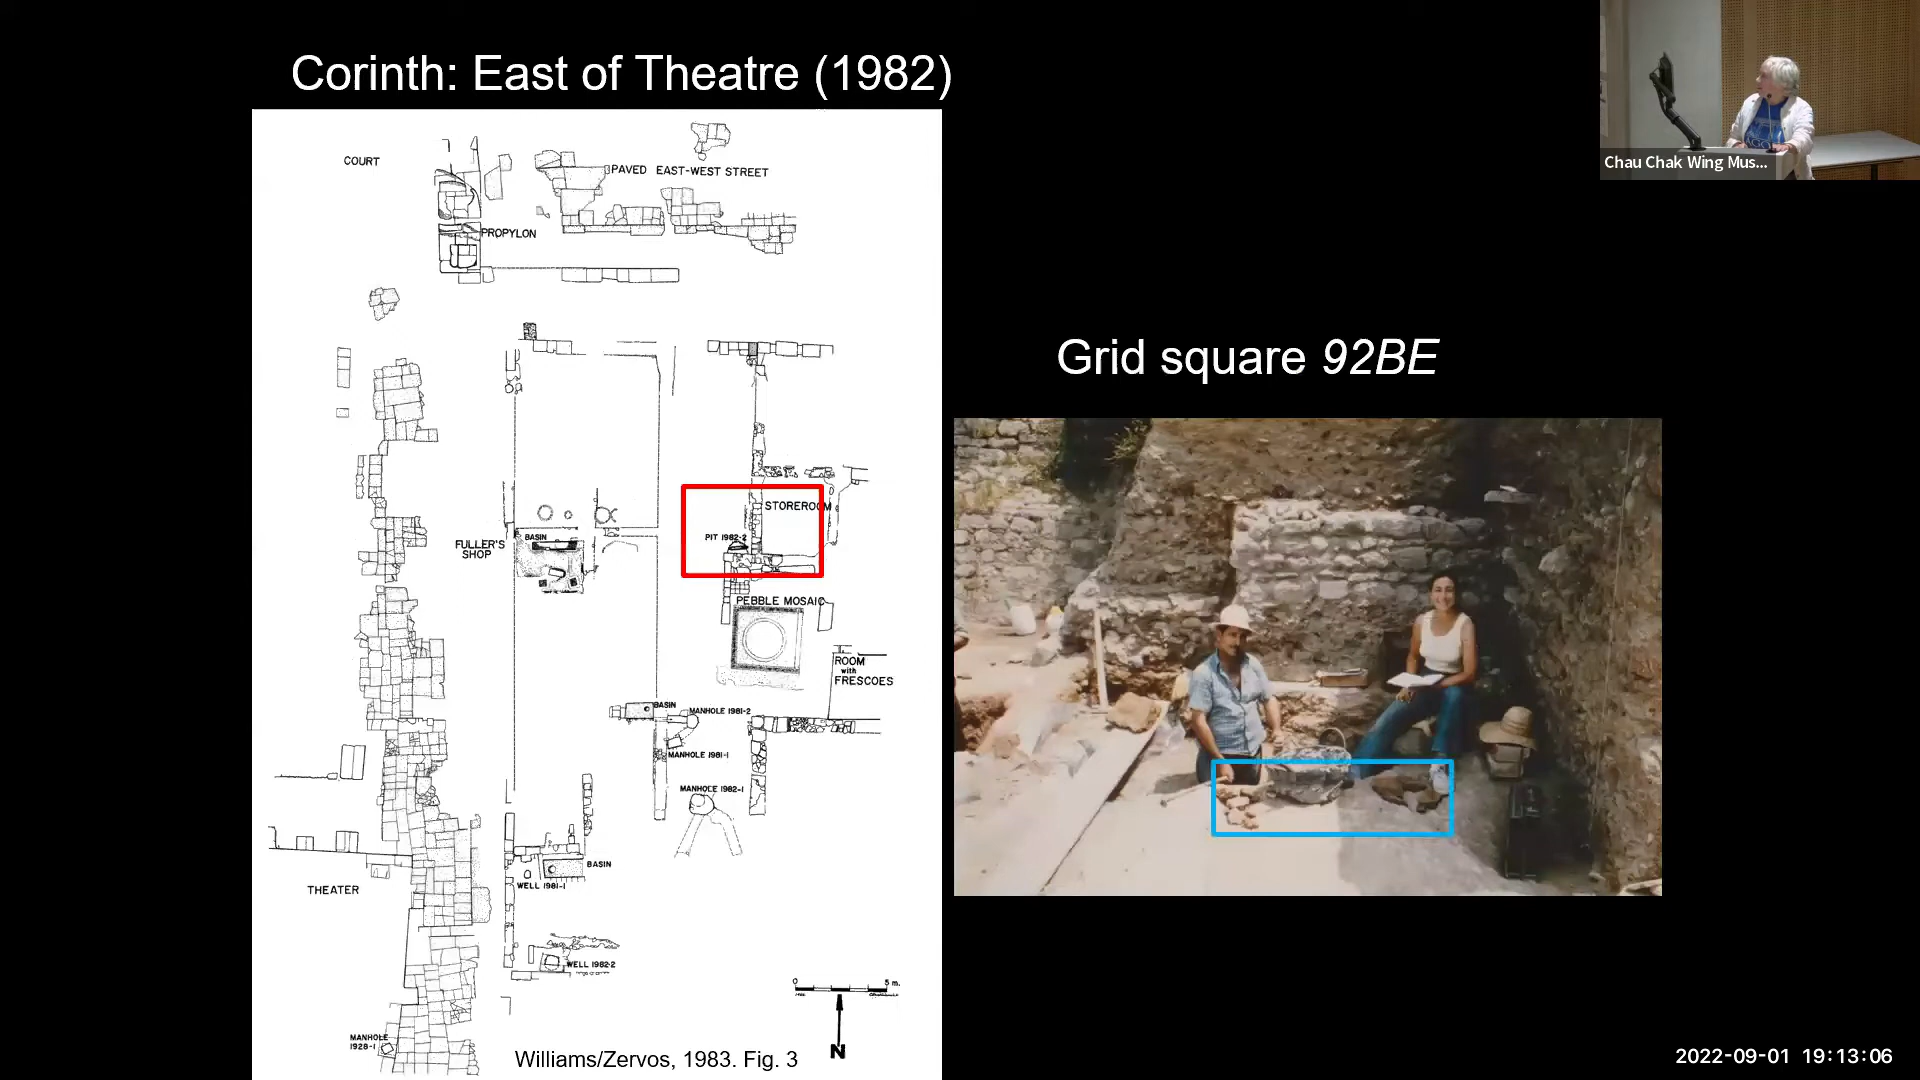 Corinth: East of Theatre (1982)
Chau Chak Wing Mus...
COURT
PAVED EAST-WEST STREET
PROPYLON
Grid square 92BE
STOREROOM
PIT 1982-2
FULLER'S
SHOP
BASIN
PEBBLE MOSAIC
ROOM
with
FRESCOES
BASIN
MANHOLE 1981-2
MANHOLE 1981-1
MANHOLE 1982-1
BASIN
WELL 1981-1
THEATER
WELL 1982-2
0
5 m.
MANHOLE
1928-1
N
Williams/Zervos, 1983. Fig. 3
2022-09-01 19:13:06